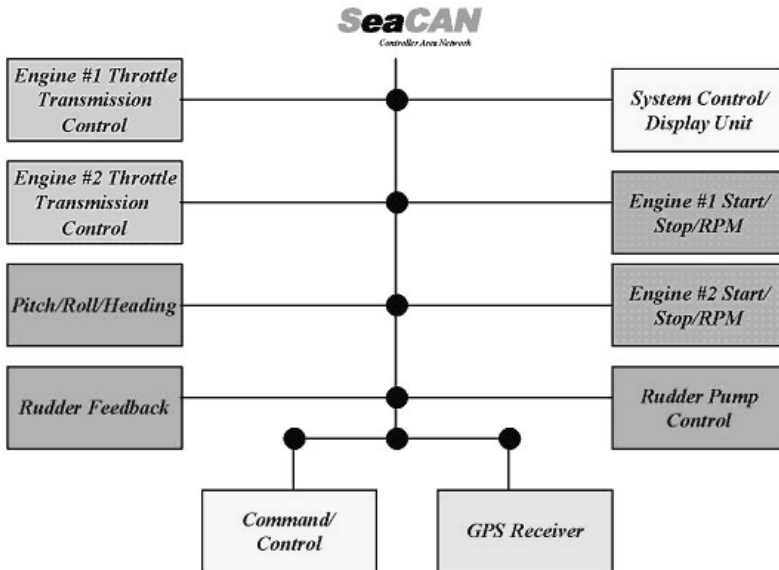 SeaCAN
Controller Area Network
Engine #1 Throttle
Transmission
Control
System Control/
Display Unit
Engine #2 Throttle
Transmission
Control
Engine #1 Start/
Stop/RPM
Pitch/Roll/Heading
Engine #2 Start/
Stop/RPM
Rudder Feedback
Rudder Pump
Control
Command/
Control
GPS Receiver